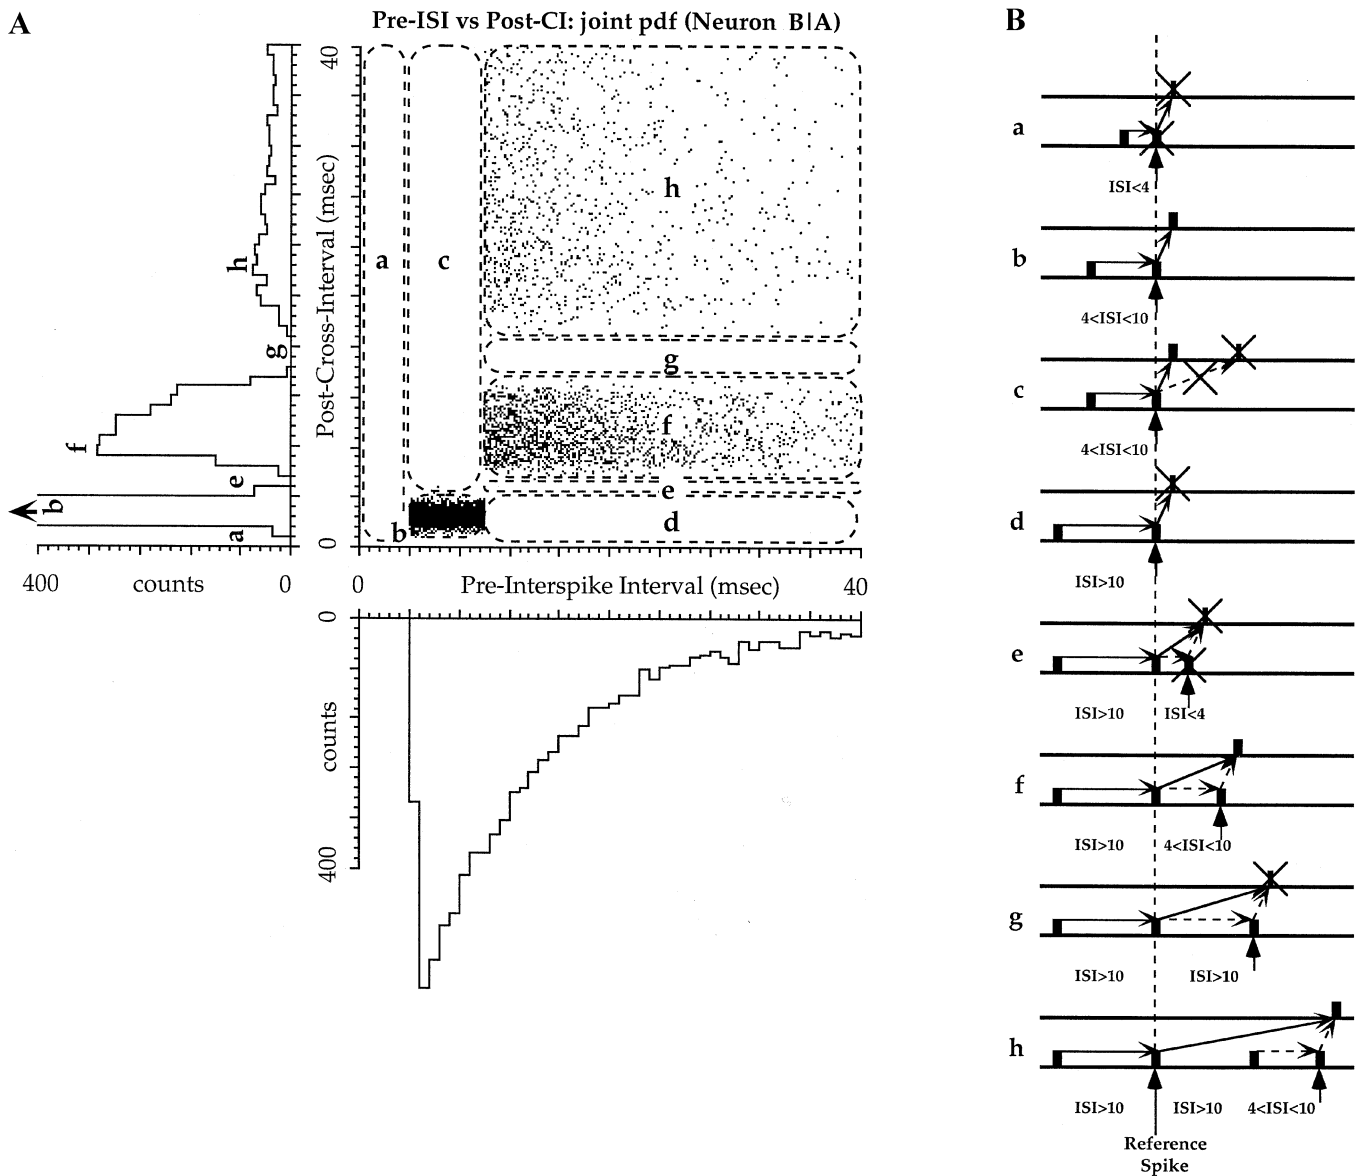 A
Pre-ISI vs Post-CI: joint pdf (Neuron B|A)
40
Post-Cross-Interval (msec)
0
a
c
h
g
f
e
d
b
h
g
f
e
b
a
400 counts 0
0 Pre-Interspike Interval (msec) 40
0
counts
400
B
a
ISI<4
b
4<ISI<10
c
4<ISI<10
d
ISI>10
e
ISI>10 ISI<4
f
ISI>10 4<ISI<10
g
ISI>10 ISI>10
h
ISI>10 ISI>10 4<ISI<10
Reference
Spike